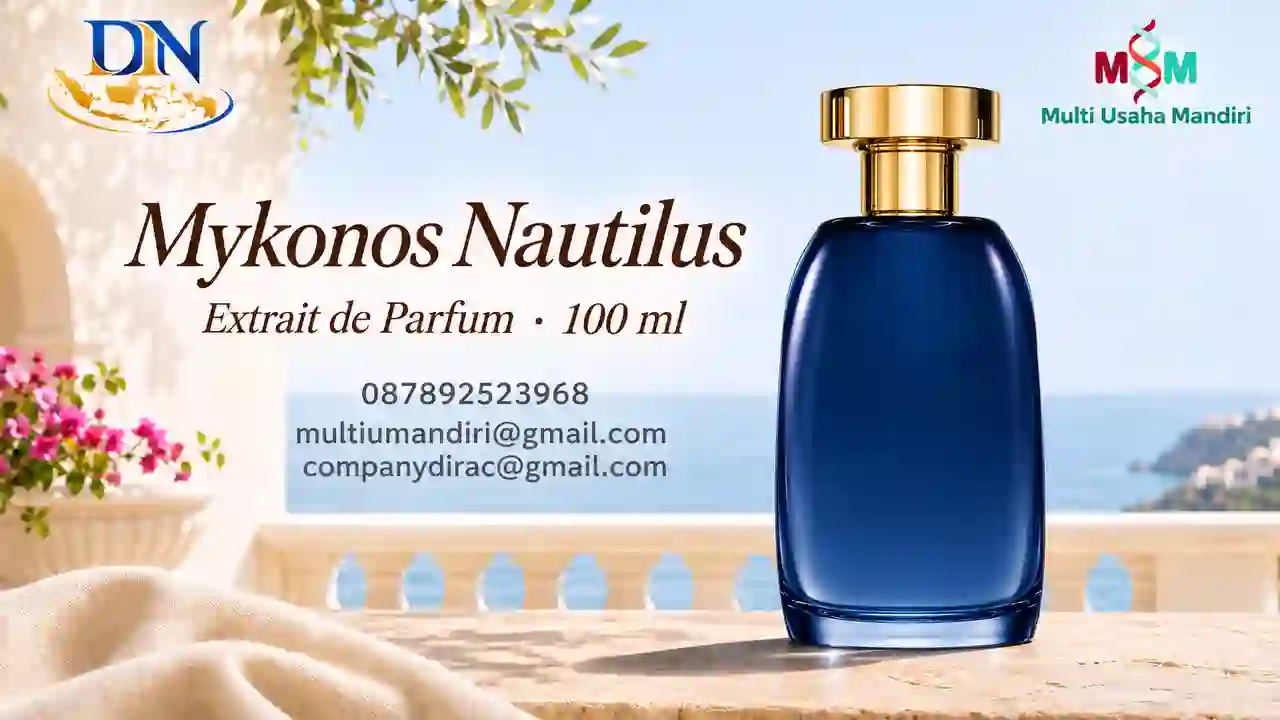 DN
MSM
Multi Usaha Mandiri
Mykonos Nautilus
Extrait de Parfum · 100 ml
087892523968
multiumandiri@gmail.com
companydirac@gmail.com